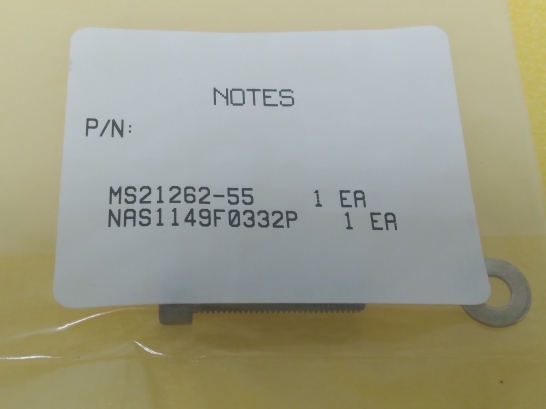 NOTES
P/N:
MS21262-55 1 EA
NAS1149F0332P 1 EA